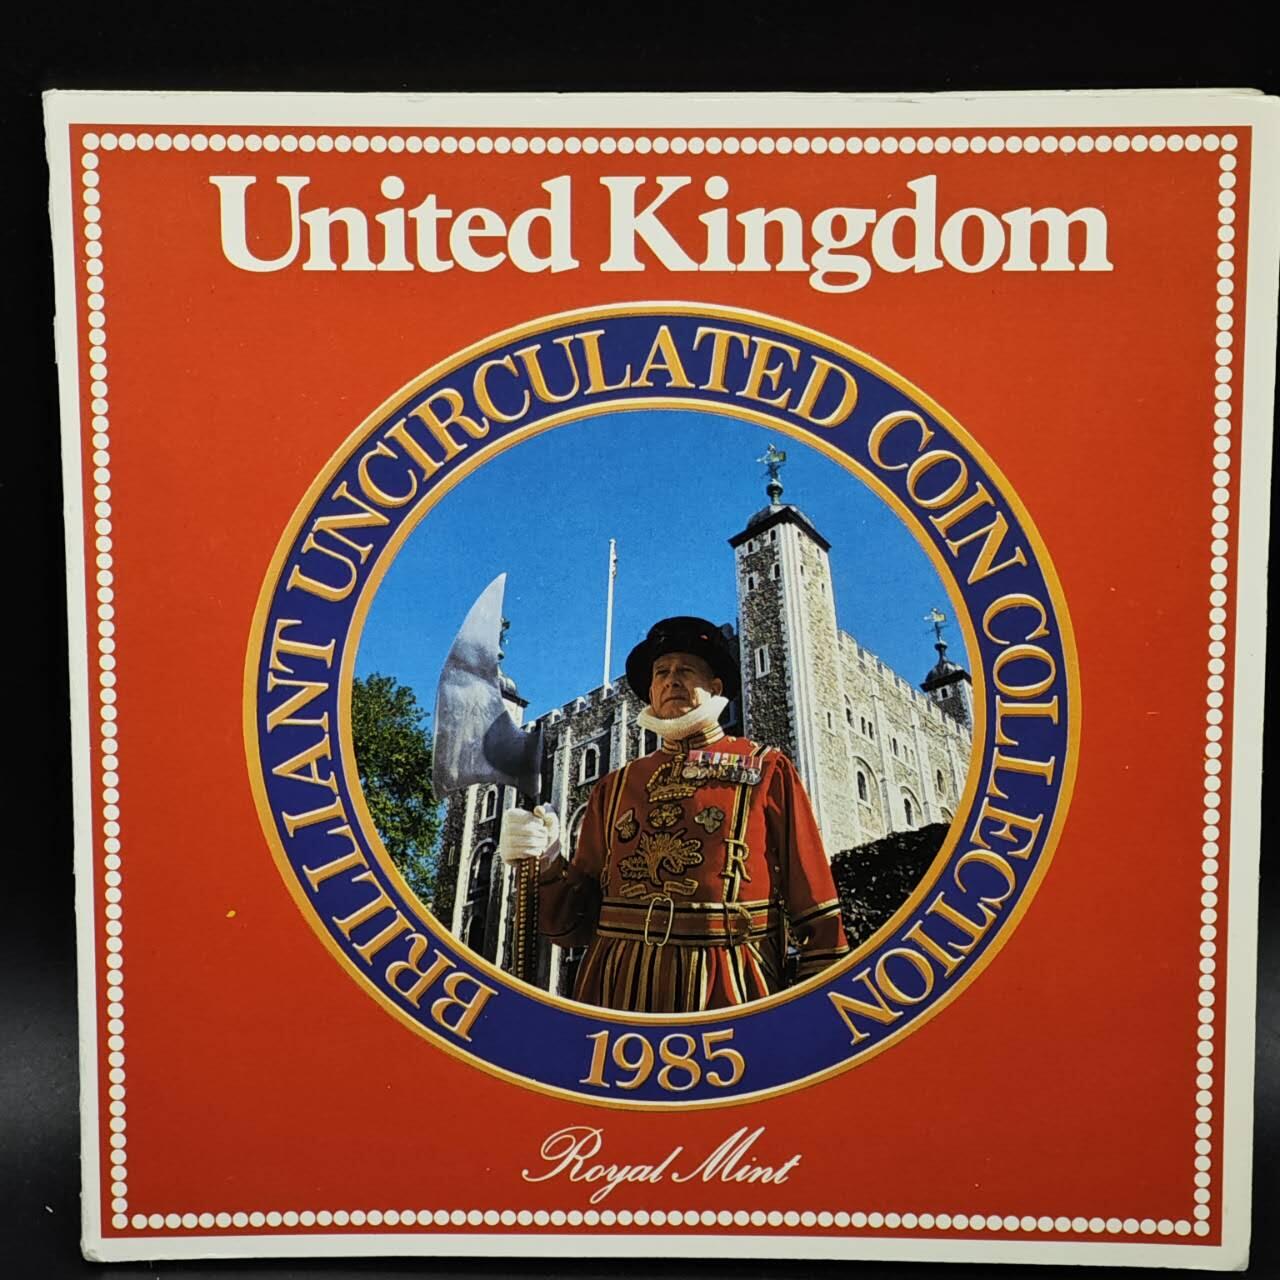 United Kingdom
BRILLIANT UNCIRCULATED COIN COLLECTION
R
1985
Royal Mint